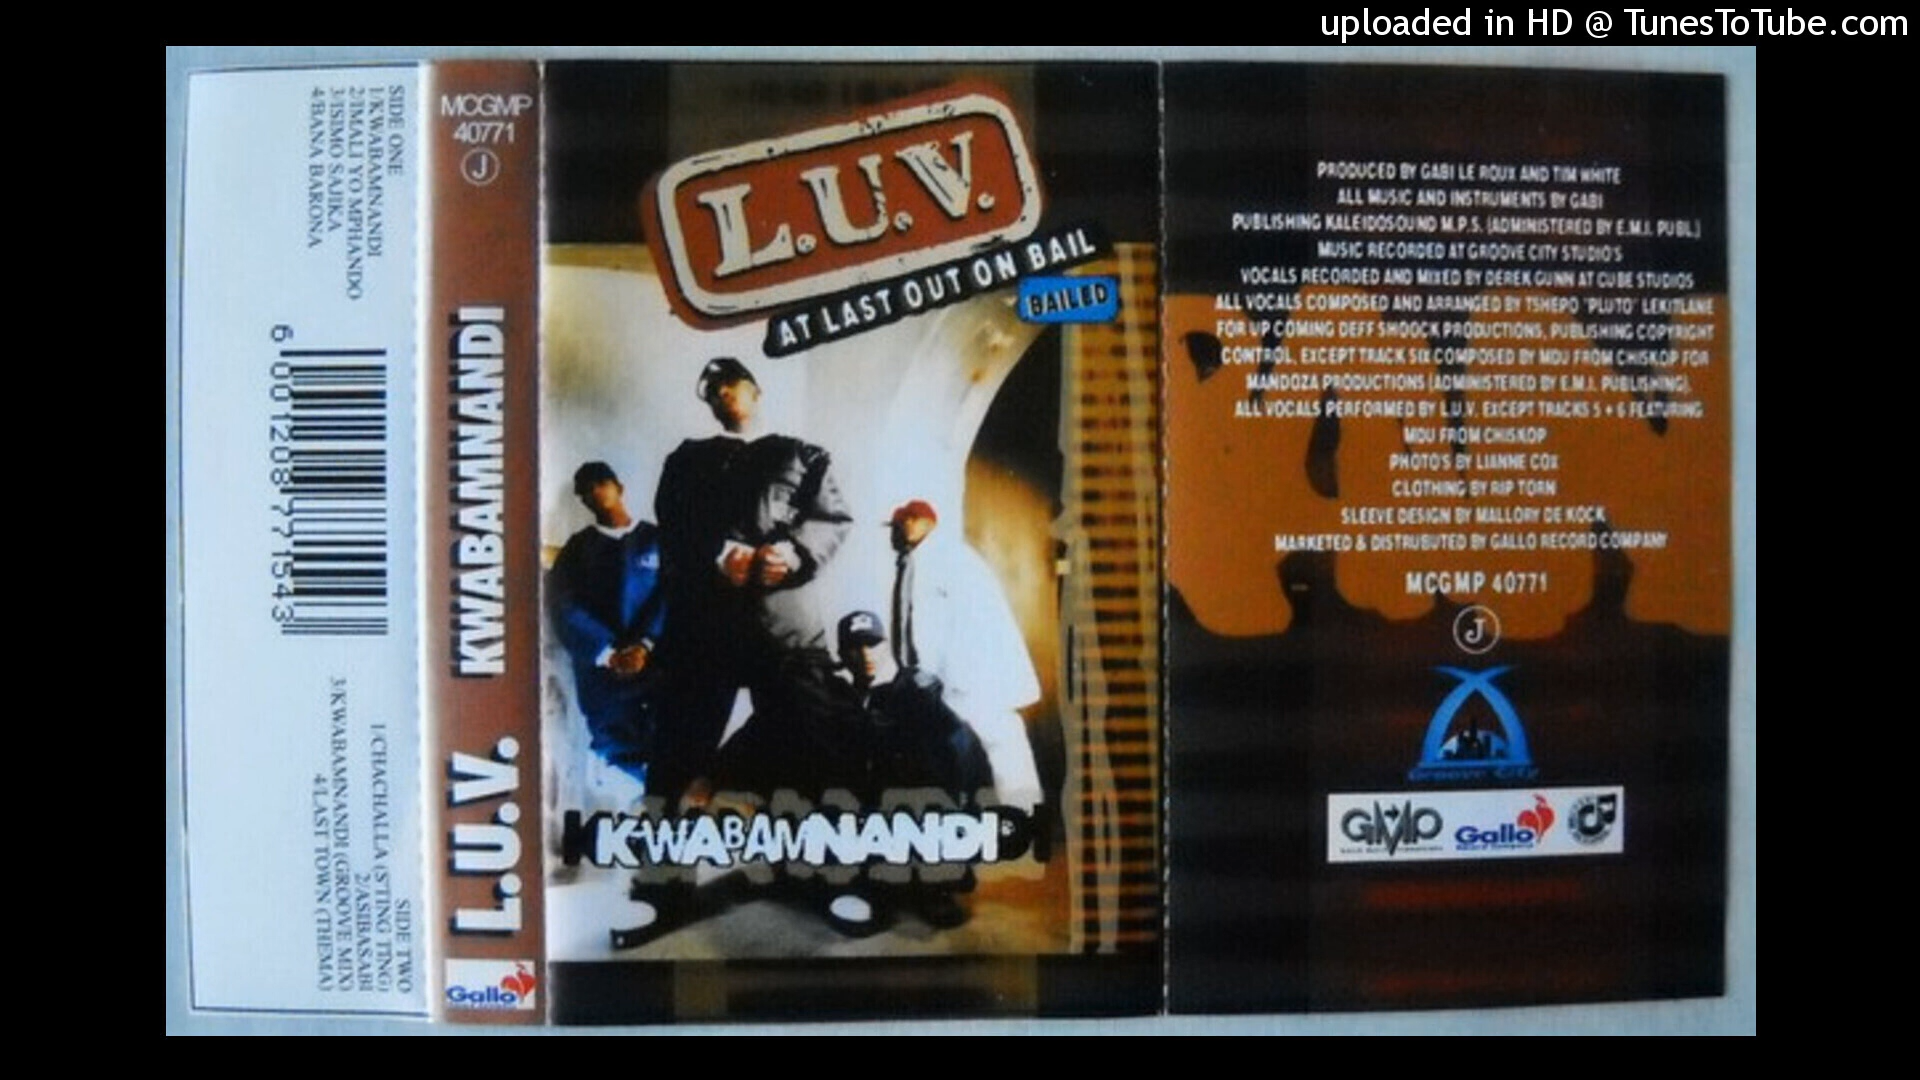 uploaded in HD @ TunesToTube.com
SIDE ONE
1/KWABAMNANDI
2/IMALI YO MPHANDO
3/ISIMO SAJIKA
4/BANA BARONA
6 001208 771543
SIDE TWO
1/CHACHALLA (STING TING)
2/ASIBASABI
3/KWABAMNANDI (GROOVE MIX)
4/LAST TOWN (THEMA)
MCGMP
40771
J
L.U.V. KWABAMNANDI
Gallo
L.U.V.
AT LAST OUT ON BAIL
BAILED
KWABAMNANDI
PRODUCED BY GABI LE ROUX AND TIM WHITE
ALL MUSIC AND INSTRUMENTS BY GABI
PUBLISHING KALEIDOSOUND M.P.S. (ADMINISTERED BY E.M.I. PUBL.)
MUSIC RECORDED AT GROOVE CITY STUDIO'S
VOCALS RECORDED AND MIXED BY DEREK GUNN AT CUBE STUDIOS
ALL VOCALS COMPOSED AND ARRANGED BY TSHEPO "PLUTO" LEKITLANE
FOR UP COMING DEFF SHOOCK PRODUCTIONS, PUBLISHING COPYRIGHT
CONTROL, EXCEPT TRACK SIX COMPOSED BY MDU FROM CHISKOP FOR
MANDOZA PRODUCTIONS (ADMINISTERED BY E.M.I. PUBLISHING).
ALL VOCALS PERFORMED BY L.U.V. EXCEPT TRACKS 5 + 6 FEATURING
MDU FROM CHISKOP
PHOTO'S BY LIANNE COX
CLOTHING BY RIP TORN
SLEEVE DESIGN BY MALLORY DE KOCK
MARKETED & DISTRUBUTED BY GALLO RECORD COMPANY
MCGMP 40771
J
Groove City
GMP
Gallo
Record Company